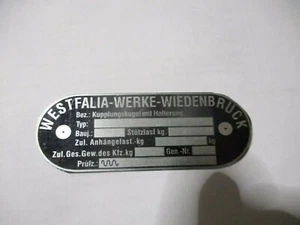 WESTFALIA-WERKE-WIEDENBRÜCK
Bez.: Kupplungskugel mit Halterung
Typ:
Bauj.: Stützlast kg.
Zul. Anhängelast.-kg kg
Zul.Ges.Gew.des Kfz.kg Gen.-Nr.
Prüfz.: